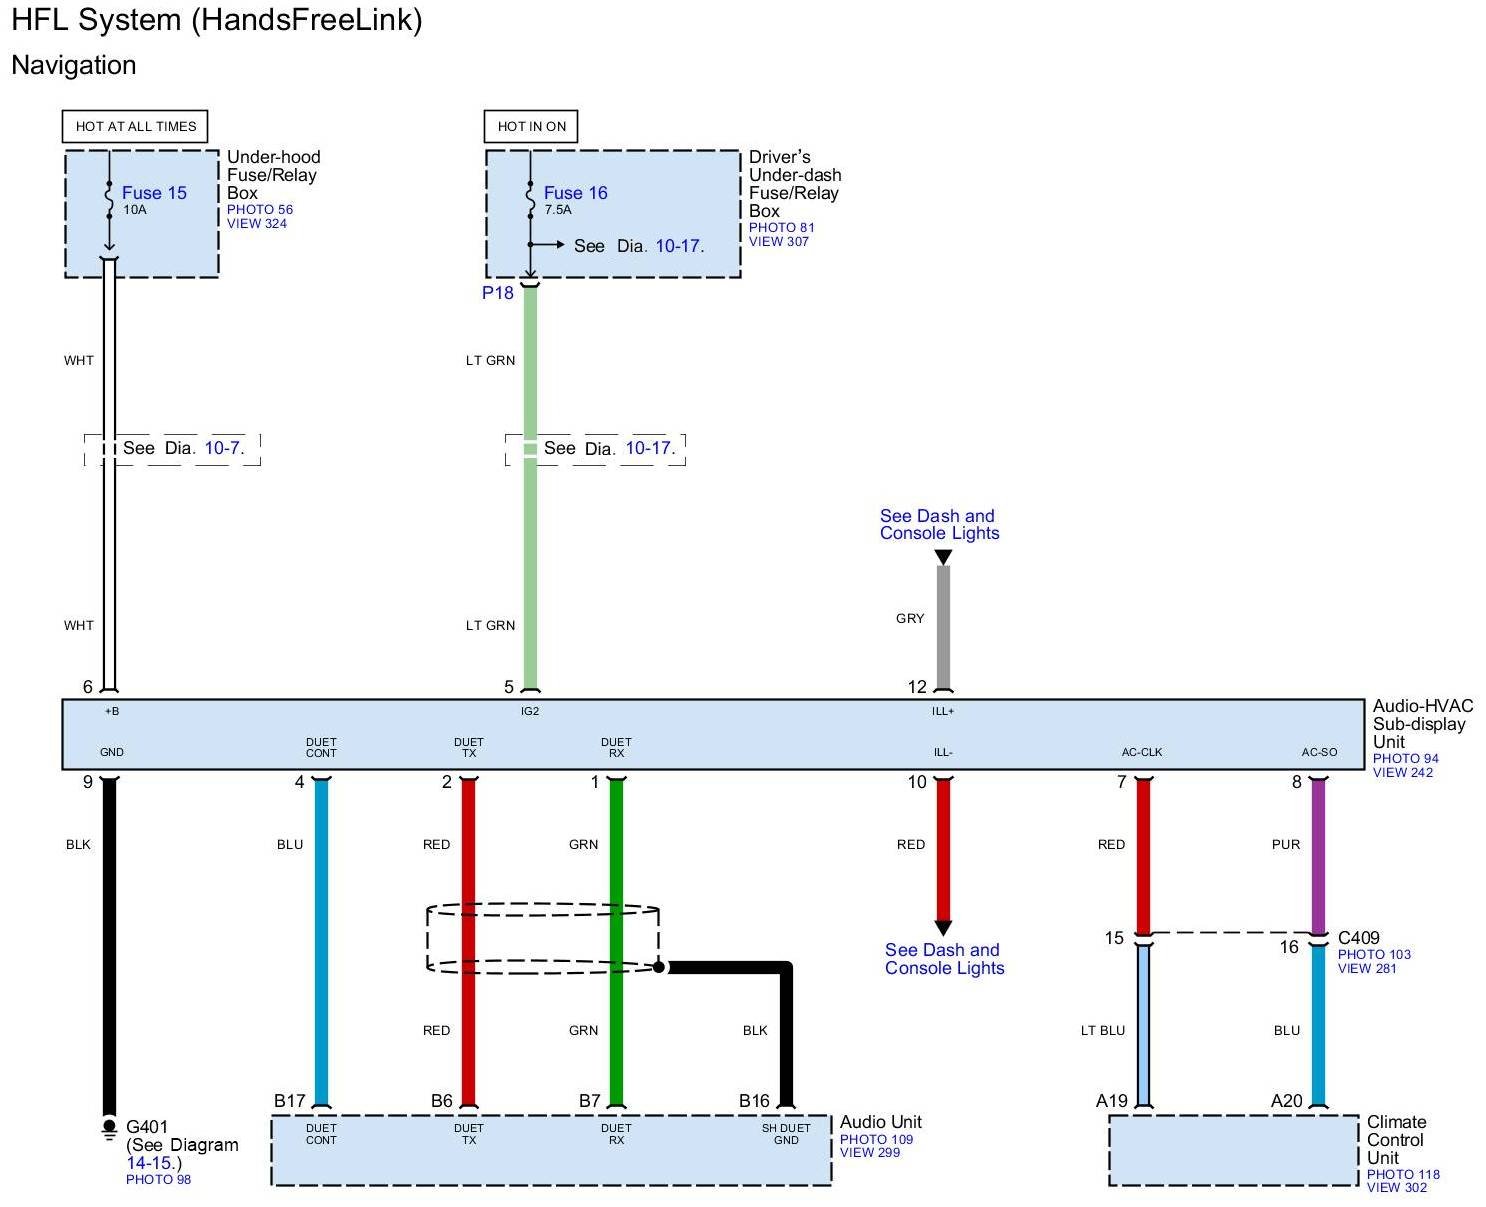 HFL System (HandsFreeLink)
Navigation
HOT AT ALL TIMES
Fuse 15
10A
Under-hood
Fuse/Relay
Box
PHOTO 56
VIEW 324
HOT IN ON
Fuse 16
7.5A
See Dia. 10-17.
Driver's
Under-dash
Fuse/Relay
Box
PHOTO 81
VIEW 307
P18
WHT
LT GRN
See Dia. 10-7.
See Dia. 10-17.
See Dash and
Console Lights
WHT
LT GRN
GRY
6
5
12
+B
IG2
ILL+
Audio-HVAC
Sub-display
Unit
PHOTO 94
VIEW 242
GND
DUET
CONT
DUET
TX
DUET
RX
ILL-
AC-CLK
AC-SO
9
4
2
1
10
7
8
BLK
BLU
RED
GRN
RED
RED
PUR
See Dash and
Console Lights
15
16
C409
PHOTO 103
VIEW 281
RED
GRN
BLK
LT BLU
BLU
B17
B6
B7
B16
A19
A20
G401
(See Diagram
14-15.)
PHOTO 98
DUET
CONT
DUET
TX
DUET
RX
SH DUET
GND
Audio Unit
PHOTO 109
VIEW 299
Climate
Control
Unit
PHOTO 118
VIEW 302